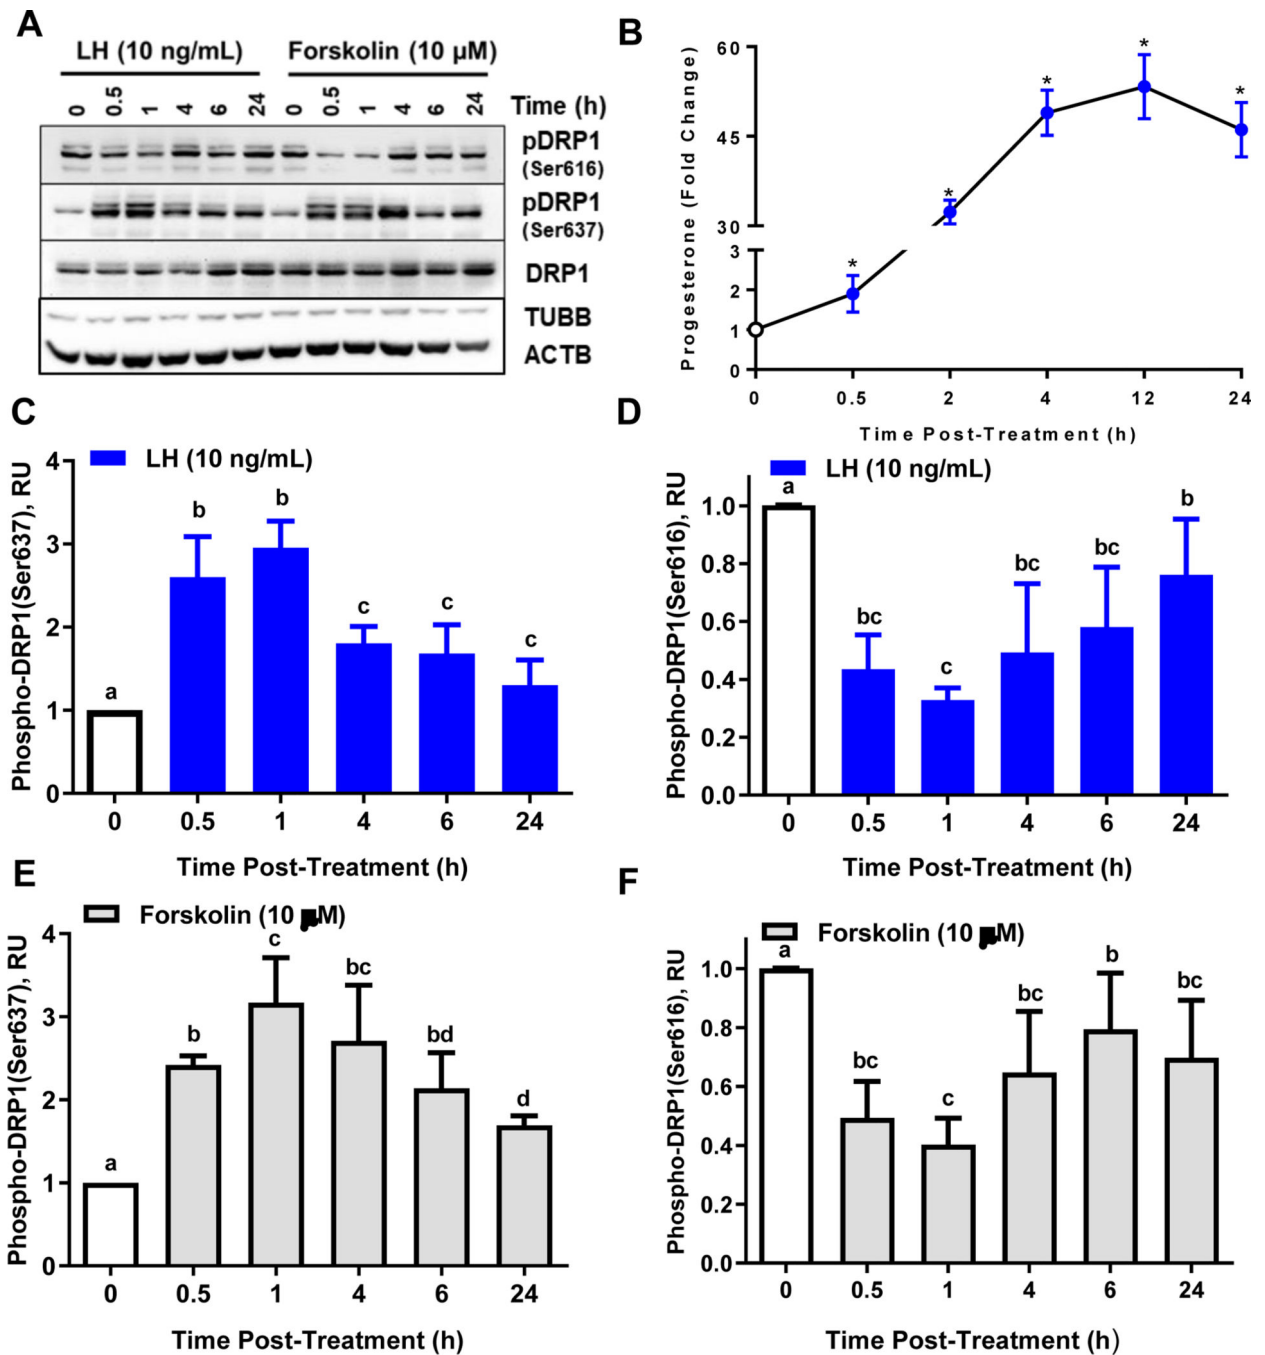 A
LH (10 ng/mL) Forskolin (10 µM)
0 0.5 1 4 6 24 0 0.5 1 4 6 24 Time (h)
pDRP1
(Ser616)
pDRP1
(Ser637)
DRP1
TUBB
ACTB
B
Progesterone (Fold Change)
60
*
*
*
45
*
30
3
*
2
1
0
0 0.5 2 4 12 24
Time Post-Treatment (h)
C
Phospho-DRP1(Ser637), RU
LH (10 ng/mL)
4
3
2
1
0
a b b c c c
0 0.5 1 4 6 24
Time Post-Treatment (h)
D
Phospho-DRP1(Ser616), RU
LH (10 ng/mL)
1.0
0.8
0.6
0.4
0.2
0.0
a bc c bc bc b
0 0.5 1 4 6 24
Time Post-Treatment (h)
E
Phospho-DRP1(Ser637), RU
Forskolin (10 µM)
4
3
2
1
0
a b c bc bd d
0 0.5 1 4 6 24
Time Post-Treatment (h)
F
Phospho-DRP1(Ser616), RU
Forskolin (10 µM)
1.0
0.8
0.6
0.4
0.2
0.0
a bc c bc b bc
0 0.5 1 4 6 24
Time Post-Treatment (h)